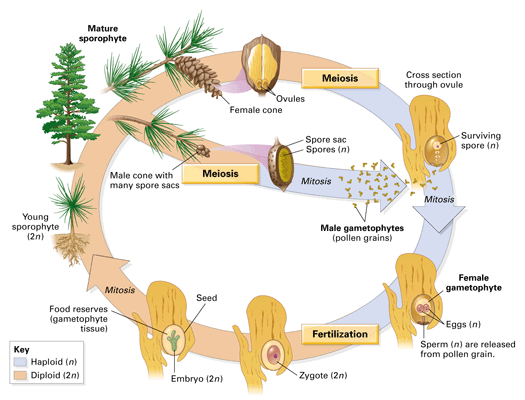 Mature
sporophyte
Meiosis
Cross section
through ovule
Ovules
Female cone
Surviving
spore (n)
Spore sac
Spores (n)
Male cone with
many spore sacs
Meiosis
Mitosis
Mitosis
Male gametophytes
(pollen grains)
Young
sporophyte
(2n)
Mitosis
Food reserves
(gametophyte
tissue)
Seed
Female
gametophyte
Eggs (n)
Sperm (n) are released
from pollen grain.
Fertilization
Embryo (2n)
Zygote (2n)
Key
Haploid (n)
Diploid (2n)